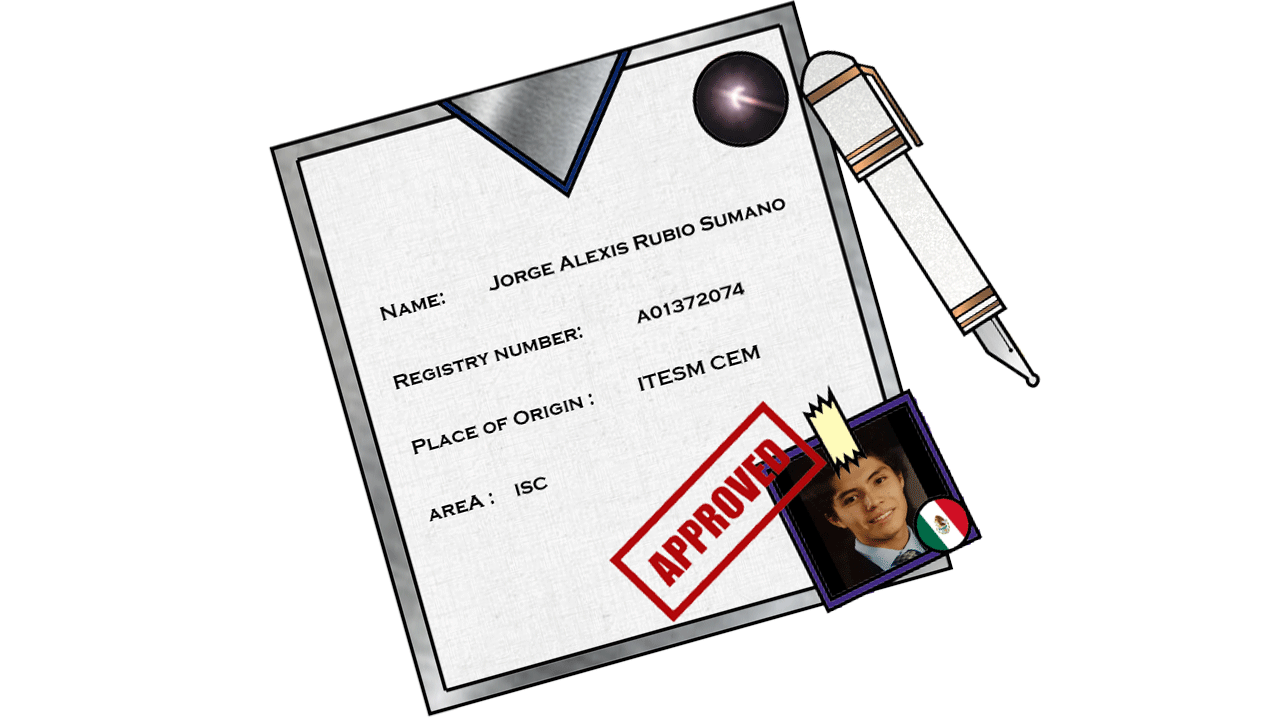 Name: Jorge Alexis Rubio Sumano
Registry number: A01372074
Place of Origin : ITESM CEM
areA : ISC
APPROVED